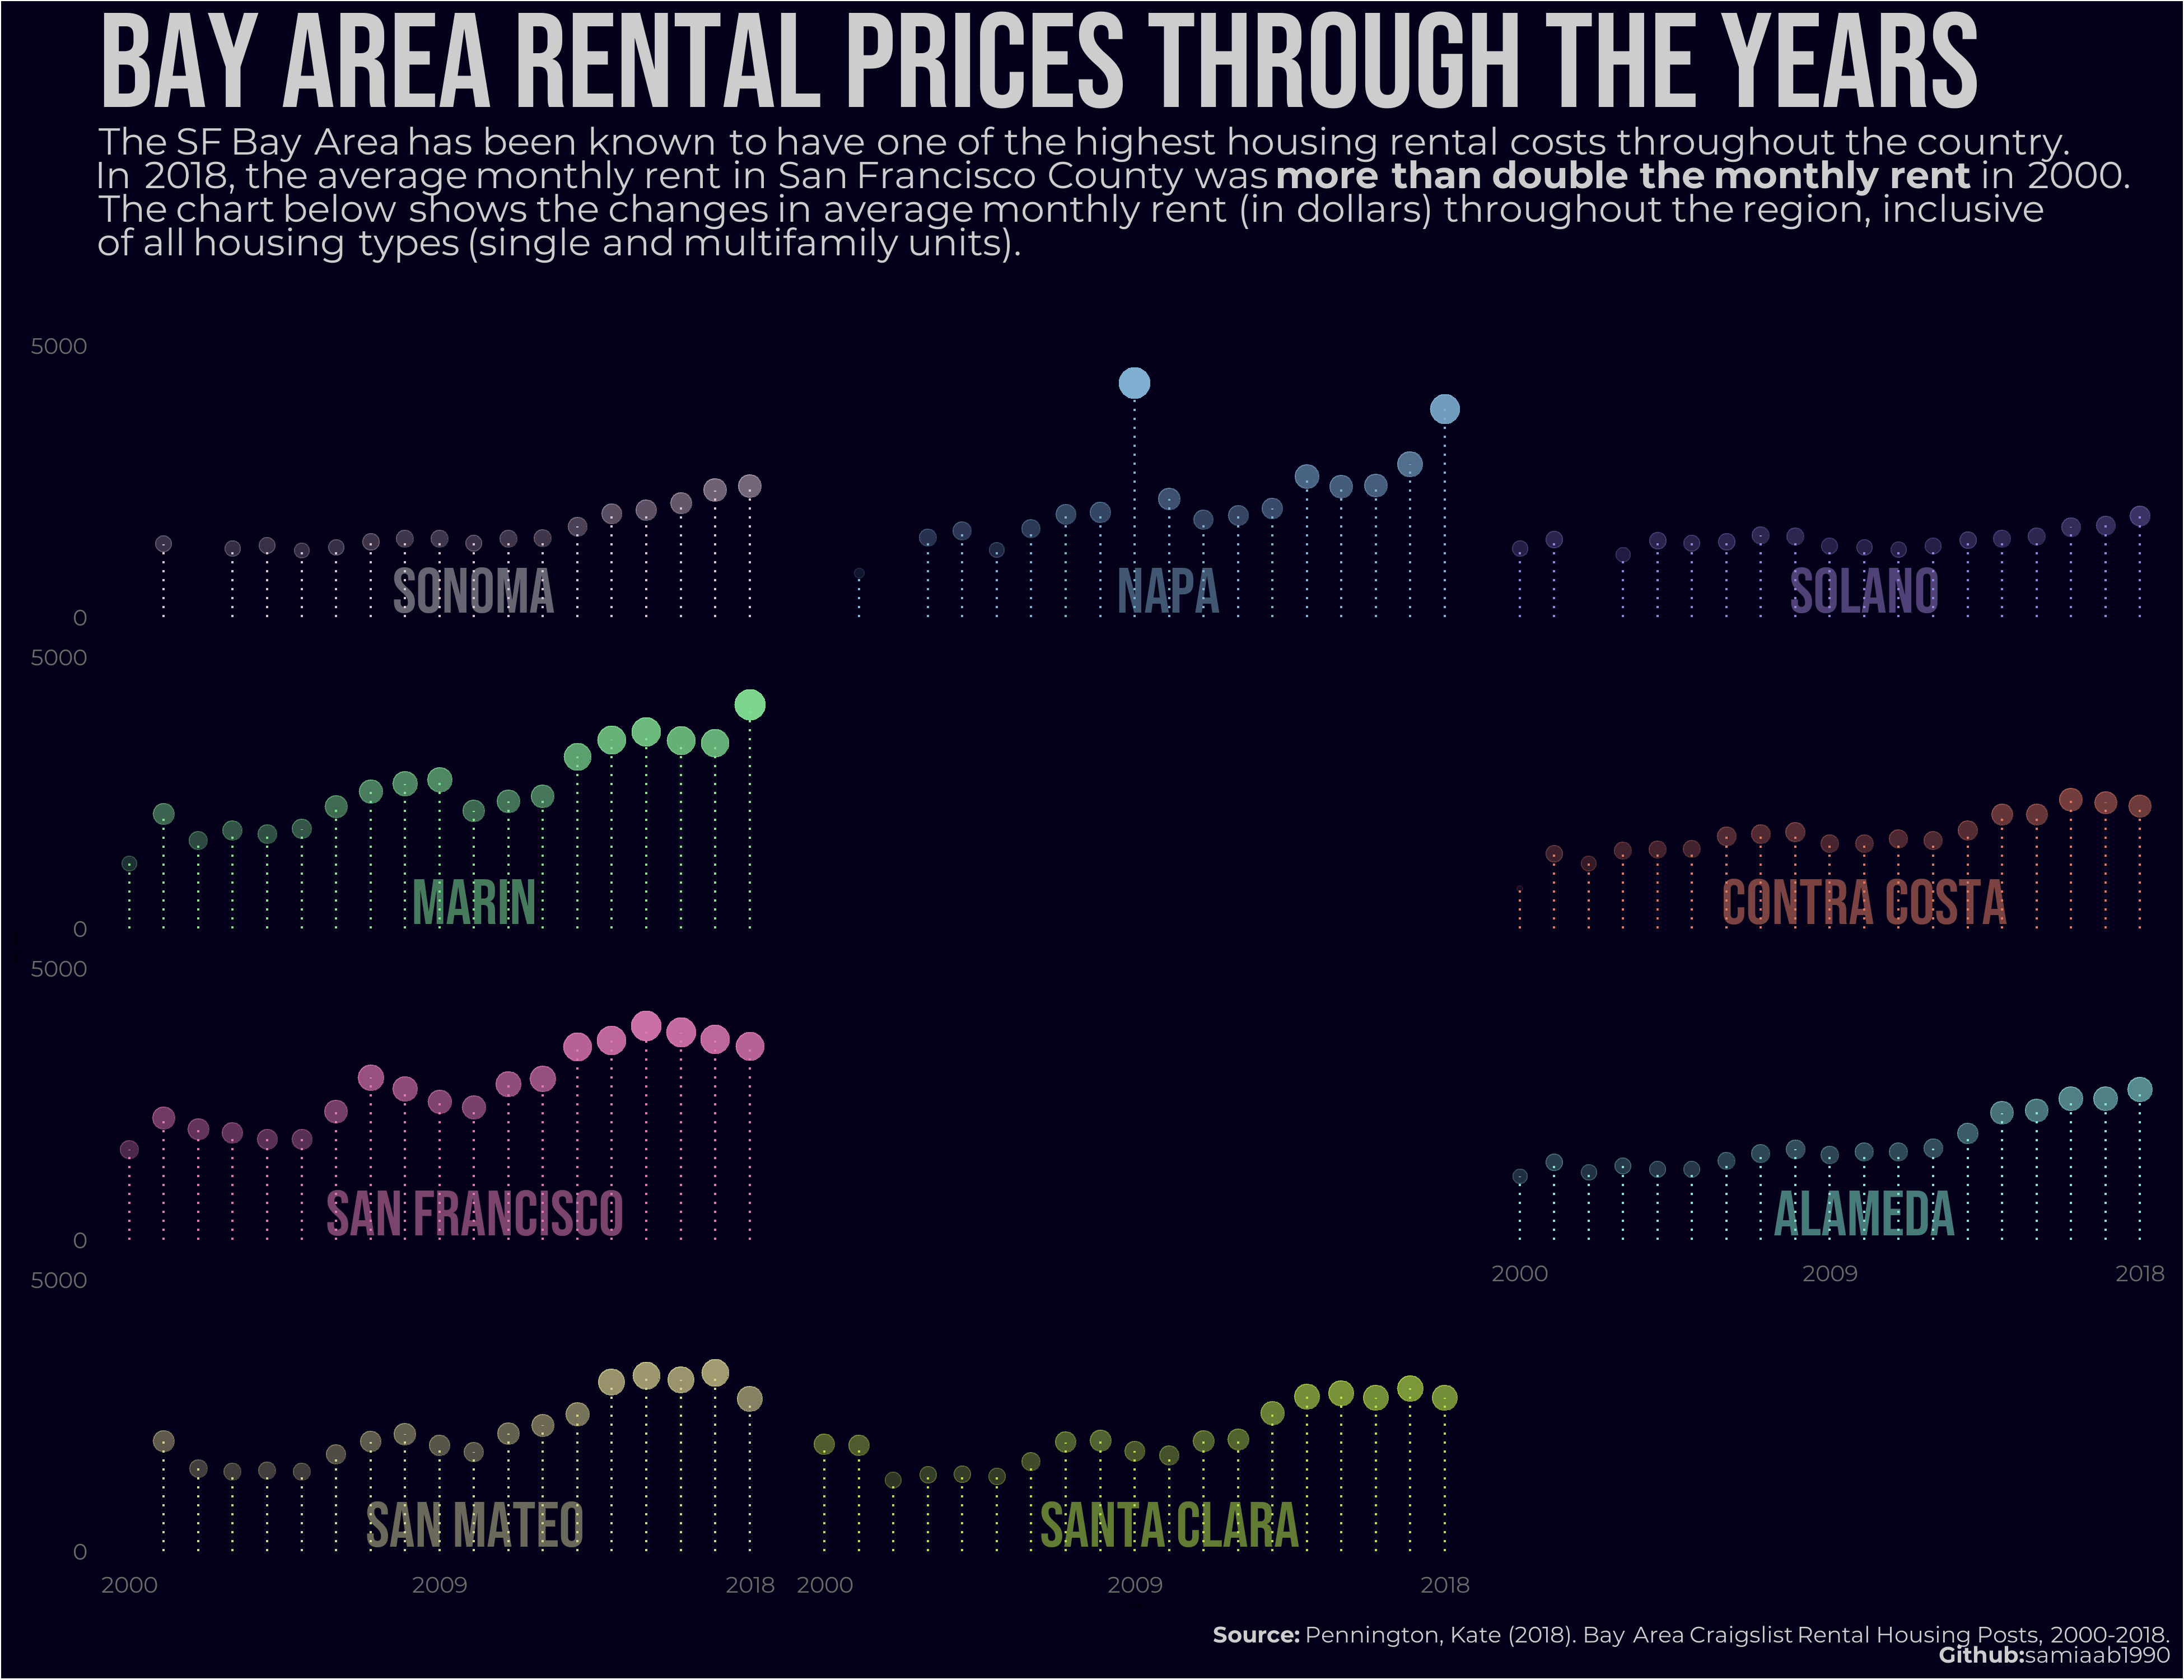 BAY AREA RENTAL PRICES THROUGH THE YEARS
The SF Bay Area has been known to have one of the highest housing rental costs throughout the country.
In 2018, the average monthly rent in San Francisco County was more than double the monthly rent in 2000.
The chart below shows the changes in average monthly rent (in dollars) throughout the region, inclusive
of all housing types (single and multifamily units).
5000
SONOMA NAPA SOLANO
0
5000
MARIN CONTRA COSTA
0
5000
SAN FRANCISCO ALAMEDA
0
2000 2009 2018
5000
SAN MATEO SANTA CLARA
0
2000 2009 2018 2000 2009 2018
Source: Pennington, Kate (2018). Bay Area Craigslist Rental Housing Posts, 2000-2018.
Github:samiaab1990